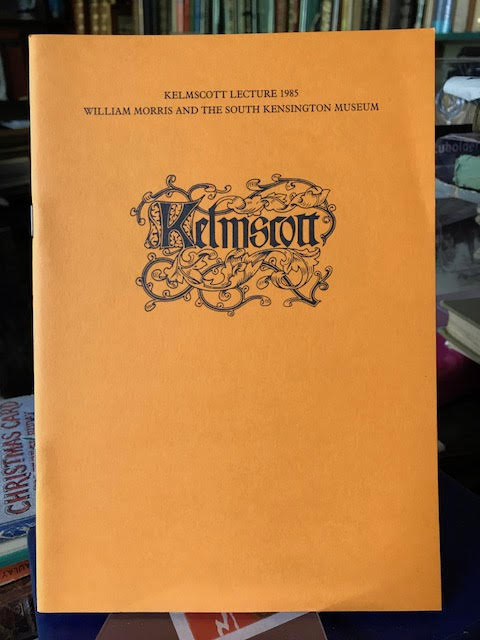 KELMSCOTT LECTURE 1985
WILLIAM MORRIS AND THE SOUTH KENSINGTON MUSEUM
Kelmscott
CHRISTMAS CARD